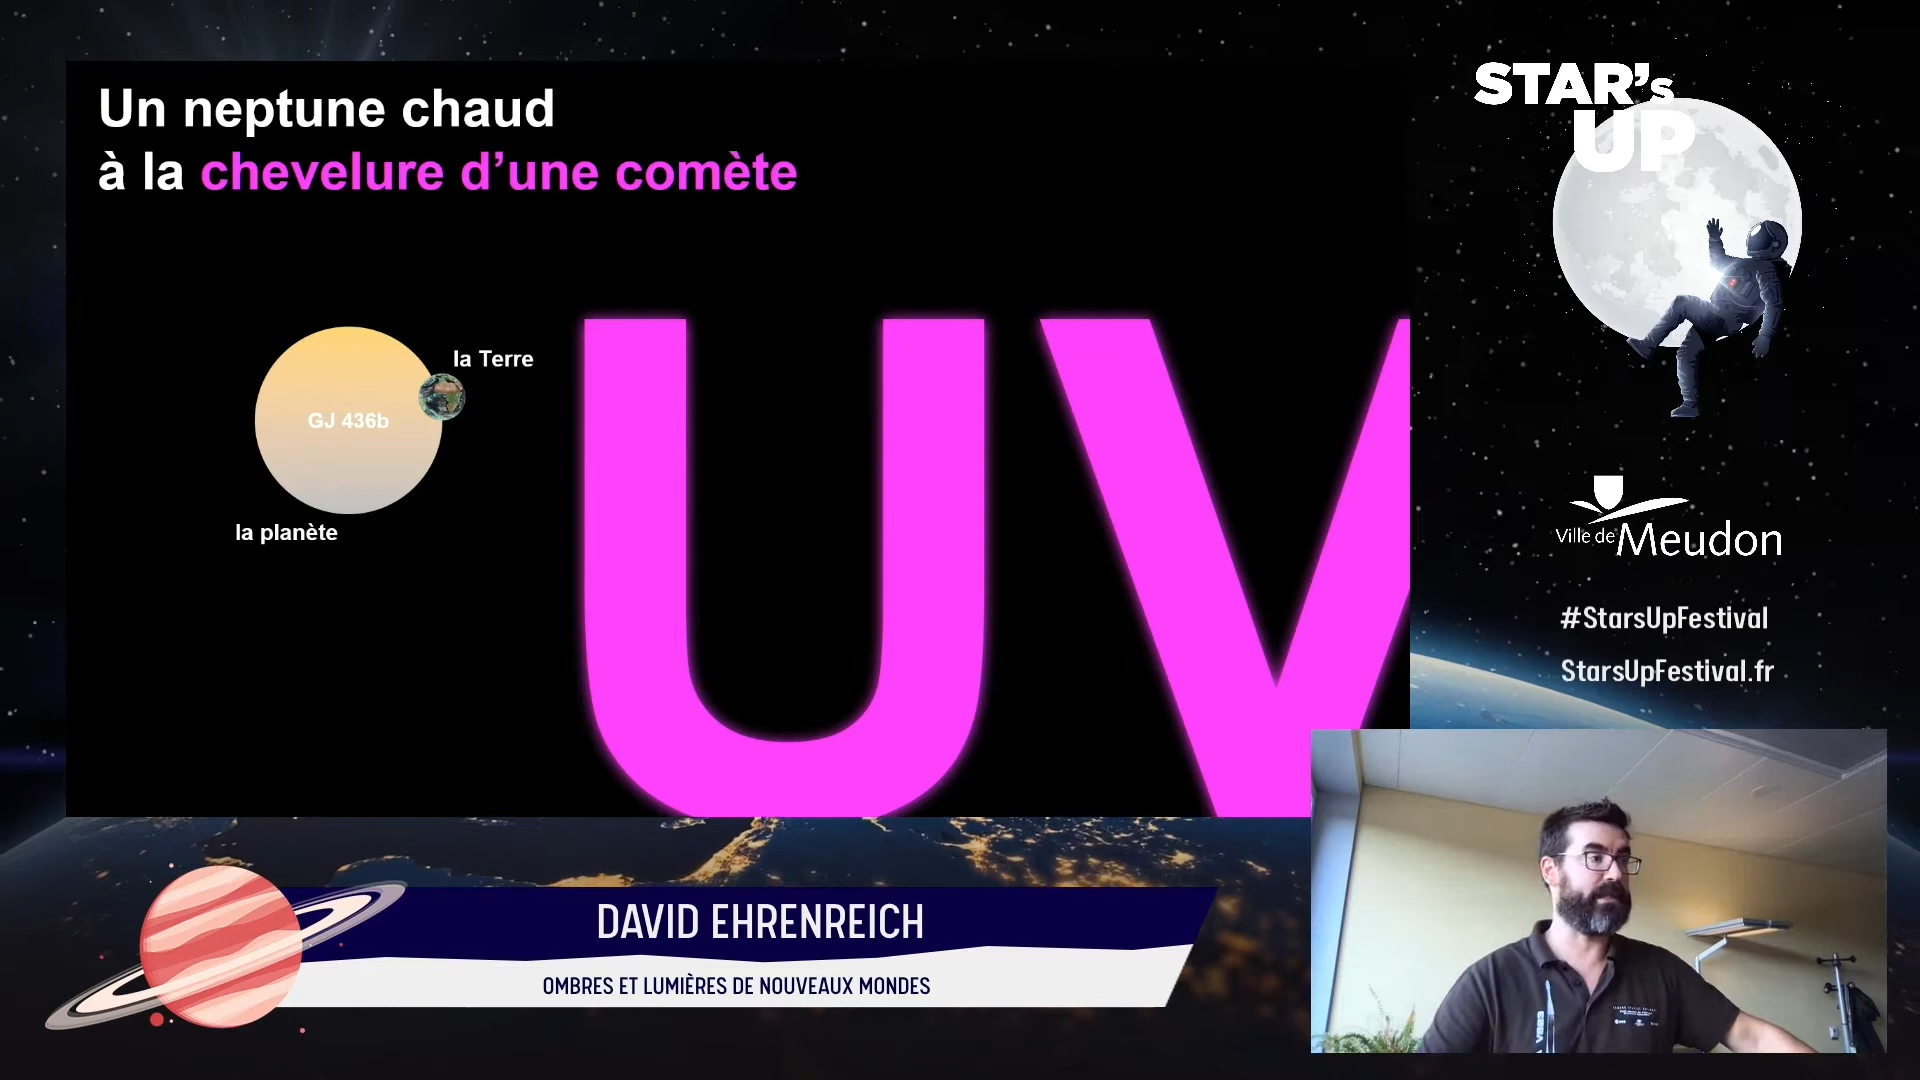 Un neptune chaud
à la chevelure d’une comète
la Terre
GJ 436b
la planète
UV
STAR’s
UP
Ville de Meudon
#StarsUpFestival
StarsUpFestival.fr
DAVID EHRENREICH
OMBRES ET LUMIÈRES DE NOUVEAUX MONDES